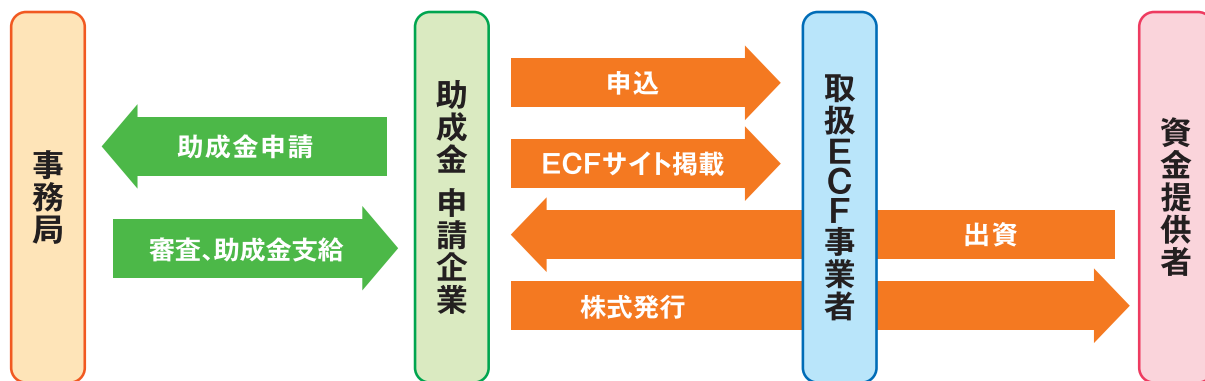 事務局
助成金申請
審査、助成金支給
助成金 申請企業
申込
ECFサイト掲載
出資
株式発行
取扱ECF事業者
資金提供者